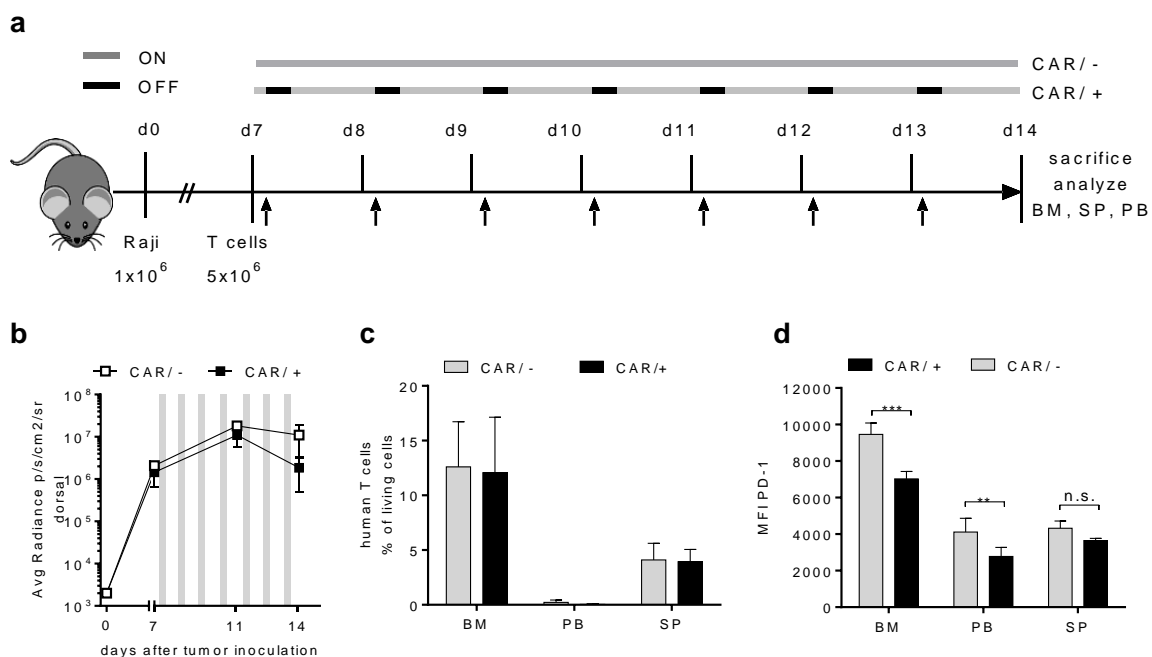 a
ON
OFF
CAR/ -
CAR/ +
d0 d7 d8 d9 d10 d11 d12 d13 d14
sacrifice
analyze
BM, SP, PB
Raji T cells
1x10^6 5x10^6
b
CAR/ - CAR/ +
Avg Radiance p/s/cm2/sr
dorsal
10^8
10^7
10^6
10^5
10^4
10^3
0 7 11 14
days after tumor inoculation
c
CAR/ - CAR/+
human T cells
% of living cells
20
15
10
5
0
BM PB SP
d
CAR/ + CAR/ -
MFI PD-1
12000
10000
8000
6000
4000
2000
0
***
**
n.s.
BM PB SP